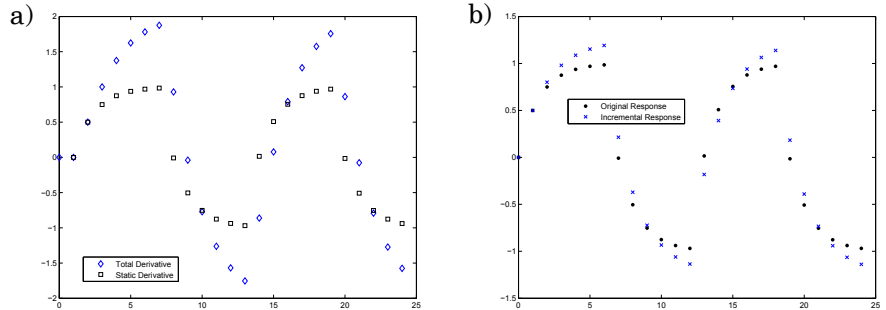 a)
2
1.5
1
0.5
0
−0.5
−1
−1.5
−2
0 5 10 15 20 25
Total Derivative
Static Derivative
b)
1.5
1
0.5
0
−0.5
−1
−1.5
0 5 10 15 20 25
Original Response
Incremental Response